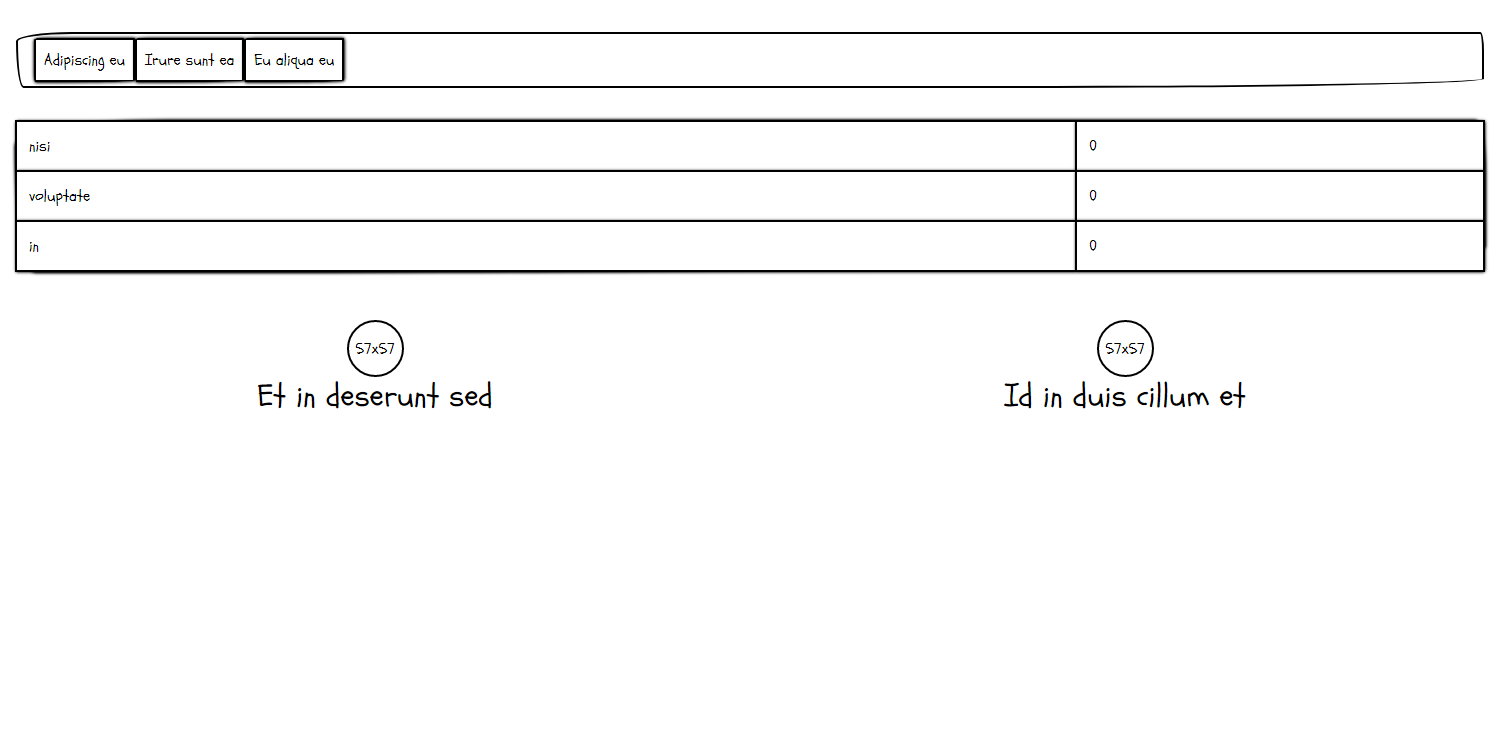 Adipiscing eu Irure sunt ea Eu aliqua eu
nisi 0
voluptate 0
in 0
57x57 57x57
Et in deserunt sed Id in duis cillum et